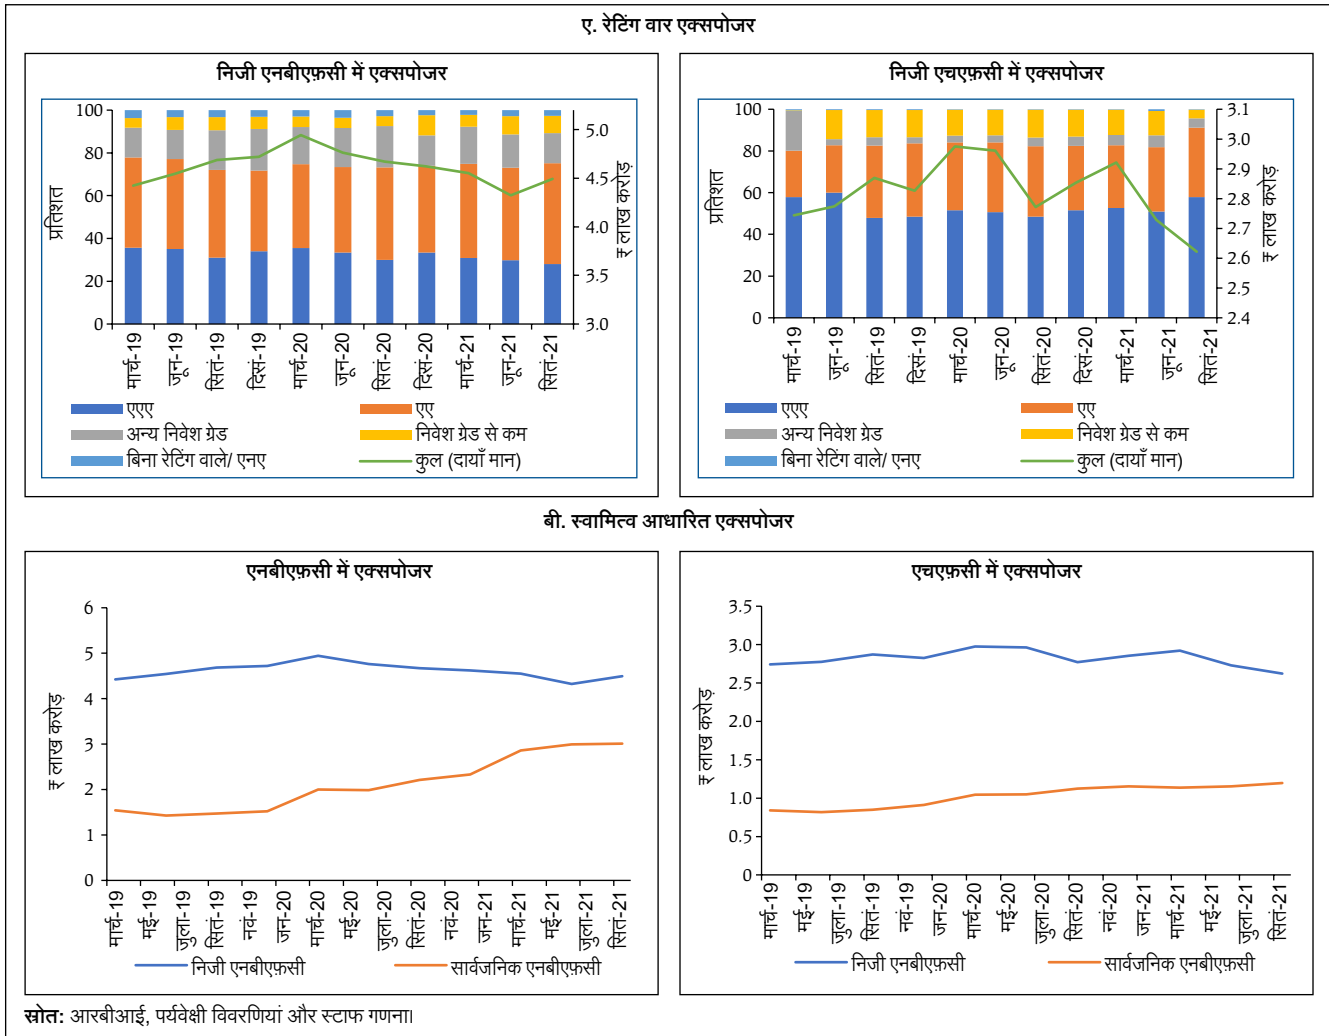 ए. रेटिंग वार एक्सपोजर
निजी एनबीएफ़सी में एक्सपोजर
प्रतिशत
100
80
60
40
20
0
5.0
4.5
4.0
3.5
3.0
₹ लाख करोड़
मार्च-19
जून-19
सितं-19
दिसं-19
मार्च-20
जून-20
सितं-20
दिसं-20
मार्च-21
जून-21
सितं-21
एएए
एए
अन्य निवेश ग्रेड
निवेश ग्रेड से कम
बिना रेटिंग वाले/ एनए
कुल (दायाँ मान)
निजी एचएफ़सी में एक्सपोजर
प्रतिशत
100
80
60
40
20
0
3.1
3.0
2.9
2.8
2.7
2.6
2.5
2.4
₹ लाख करोड़
मार्च-19
जून-19
सितं-19
दिसं-19
मार्च-20
जून-20
सितं-20
दिसं-20
मार्च-21
जून-21
सितं-21
एएए
एए
अन्य निवेश ग्रेड
निवेश ग्रेड से कम
बिना रेटिंग वाले/ एनए
कुल (दायाँ मान)
बी. स्वामित्व आधारित एक्सपोजर
एनबीएफ़सी में एक्सपोजर
₹ लाख करोड़
6
5
4
3
2
1
0
मार्च-19
मई-19
जुला-19
सितं-19
नवं-19
जन-20
मार्च-20
मई-20
जुला-20
सितं-20
नवं-20
जन-21
मार्च-21
मई-21
जुला-21
सितं-21
निजी एनबीएफ़सी
सार्वजनिक एनबीएफ़सी
एचएफ़सी में एक्सपोजर
₹ लाख करोड़
3.5
3.0
2.5
2.0
1.5
1.0
0.5
0
मार्च-19
मई-19
जुला-19
सितं-19
नवं-19
जन-20
मार्च-20
मई-20
जुला-20
सितं-20
नवं-20
जन-21
मार्च-21
मई-21
जुला-21
सितं-21
निजी एनबीएफ़सी
सार्वजनिक एनबीएफ़सी
स्रोत: आरबीआई, पर्यवेक्षी विवरणियां और स्टाफ गणना।